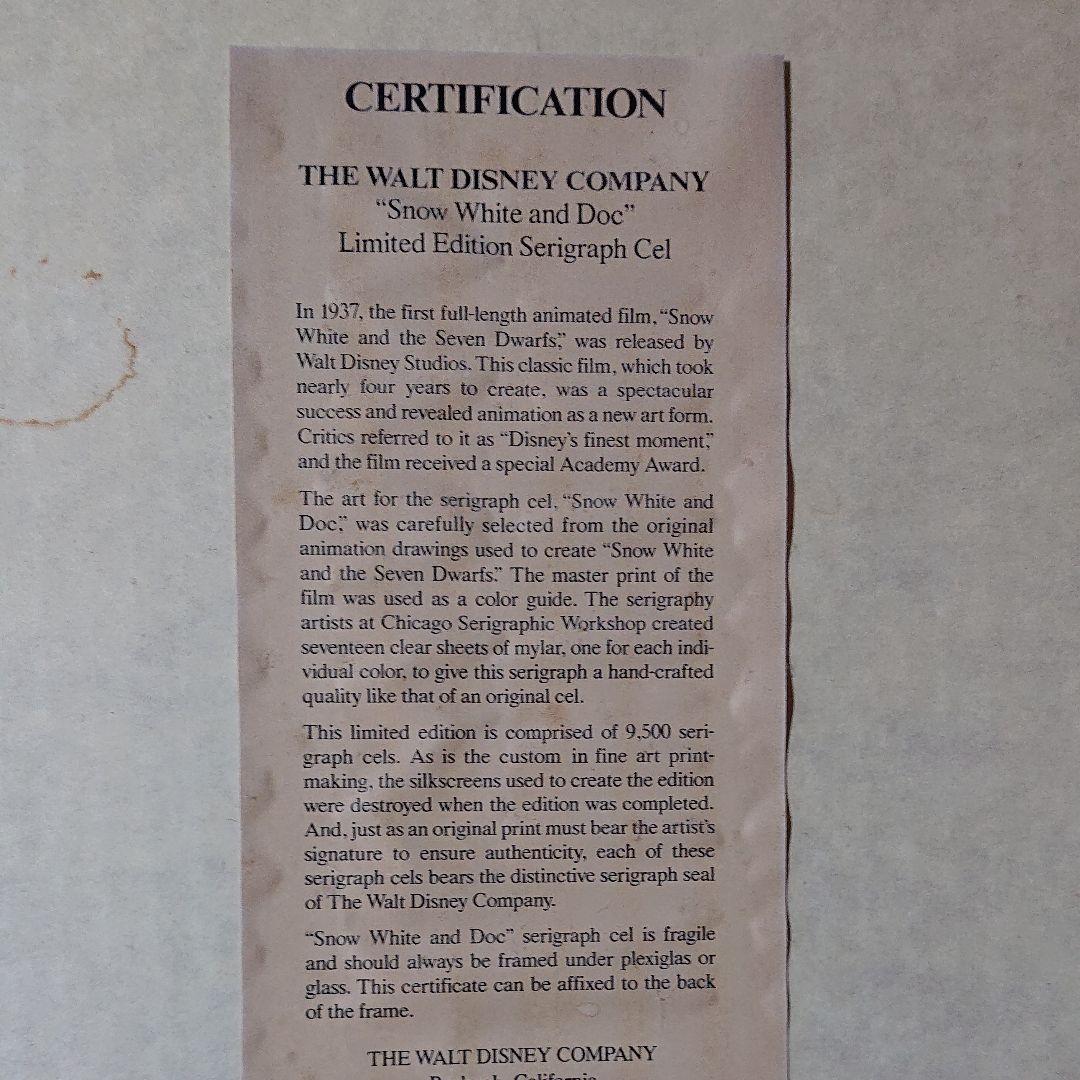 CERTIFICATION
THE WALT DISNEY COMPANY
“Snow White and Doc”
Limited Edition Serigraph Cel
In 1937, the first full-length animated film, “Snow
White and the Seven Dwarfs,” was released by
Walt Disney Studios. This classic film, which took
nearly four years to create, was a spectacular
success and revealed animation as a new art form.
Critics referred to it as “Disney’s finest moment,”
and the film received a special Academy Award.
The art for the serigraph cel, “Snow White and
Doc,” was carefully selected from the original
animation drawings used to create “Snow White
and the Seven Dwarfs.” The master print of the
film was used as a color guide. The serigraphy
artists at Chicago Serigraphic Workshop created
seventeen clear sheets of mylar, one for each indi-
vidual color, to give this serigraph a hand-crafted
quality like that of an original cel.
This limited edition is comprised of 9,500 seri-
graph cels. As is the custom in fine art print-
making, the silkscreens used to create the edition
were destroyed when the edition was completed.
And, just as an original print must bear the artist’s
signature to ensure authenticity, each of these
serigraph cels bears the distinctive serigraph seal
of The Walt Disney Company.
“Snow White and Doc” serigraph cel is fragile
and should always be framed under plexiglas or
glass. This certificate can be affixed to the back
of the frame.
THE WALT DISNEY COMPANY
Burbank, California